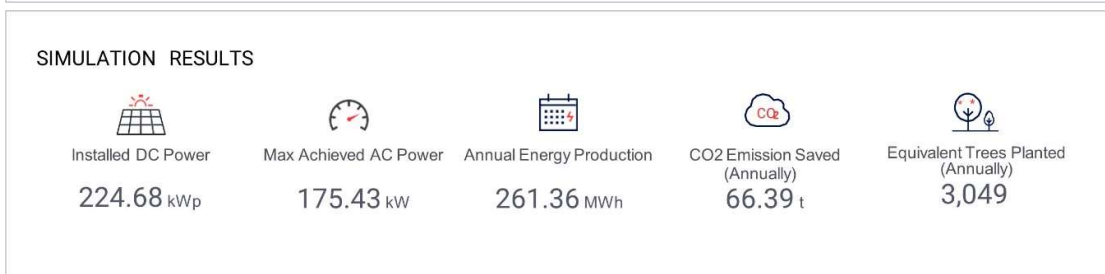 SIMULATION RESULTS
CO2
Installed DC Power
224.68 kWp
Max Achieved AC Power
175.43 kW
Annual Energy Production
261.36 MWh
CO2 Emission Saved
(Annually)
66.39 t
Equivalent Trees Planted
(Annually)
3,049